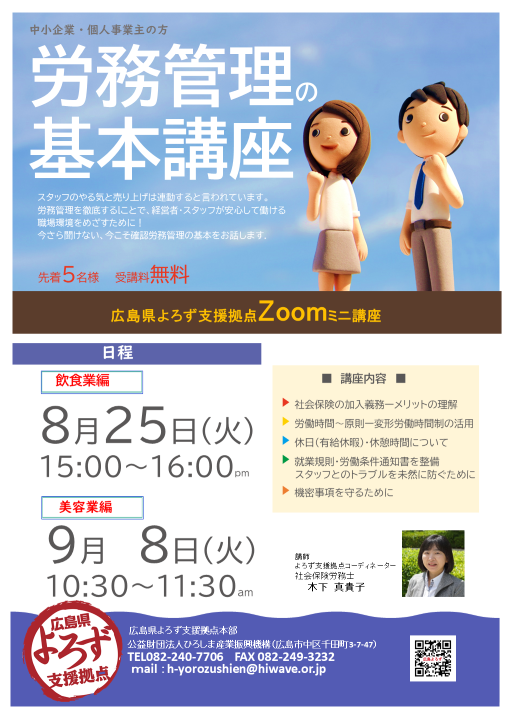 中小企業・個人事業主の方
労務管理の
基本講座
スタッフのやる気と売り上げは連動すると言われています。
労務管理を徹底することで、経営者・スタッフが安心して働ける
職場環境をめざすために！
今さら聞けない、今こそ確認労務管理の基本をお話します。
先着5名様　受講料無料
広島県よろず支援拠点Zoomミニ講座
日程
飲食業編
8月25日(火)
15:00～16:00pm
美容業編
9月　8日(火)
10:30～11:30am
■ 講座内容 ■
社会保険の加入義務ーメリットの理解
労働時間～原則ー変形労働時間制の活用
休日(有給休暇)・休憩時間について
就業規則・労働条件通知書を整備
スタッフとのトラブルを未然に防ぐために
機密事項を守るために
講師
よろず支援拠点コーディネーター
社会保険労務士
木下 真貴子
広島県
よろず
支援拠点
広島県よろず支援拠点本部
公益財団法人ひろしま産業振興機構(広島市中区千田町3-7-47)
TEL082-240-7706　FAX 082-249-3232
mail：h-yorozushien@hiwave.or.jp